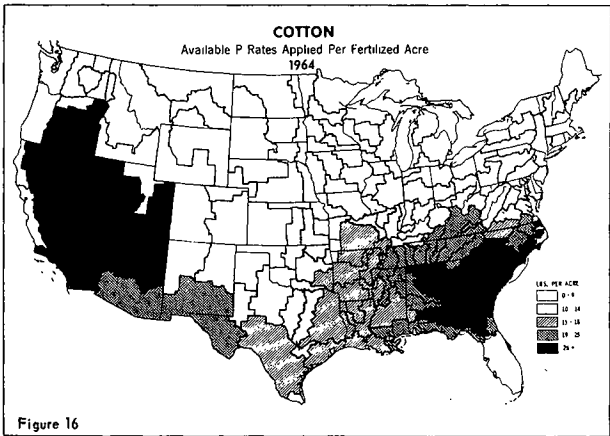 COTTON
Available P Rates Applied Per Fertilized Acre
1964
LBS. PER ACRE
0 - 9
10 14
15 - 18
19 25
26 +
Figure 16